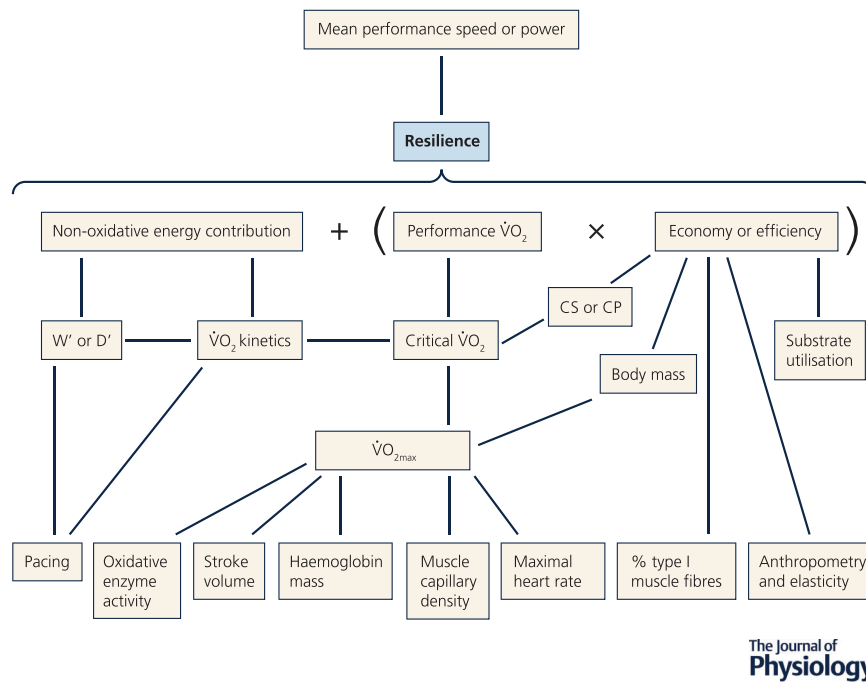 Mean performance speed or power
Resilience
Non-oxidative energy contribution + ( Performance V̇O₂ × Economy or efficiency )
CS or CP
W' or D'
V̇O₂ kinetics
Critical V̇O₂
Substrate
utilisation
Body mass
V̇O₂max
Pacing
Oxidative
enzyme
activity
Stroke
volume
Haemoglobin
mass
Muscle
capillary
density
Maximal
heart rate
% type I
muscle fibres
Anthropometry
and elasticity
The Journal of
Physiology